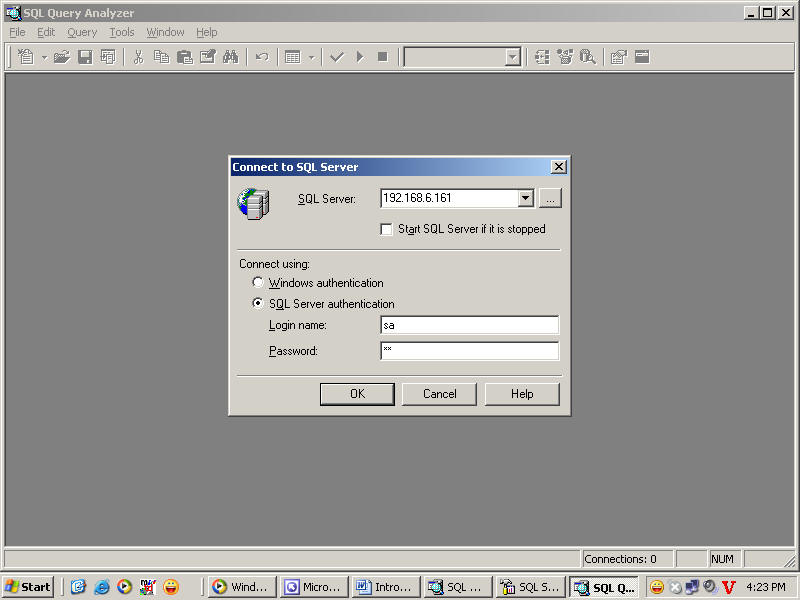 SQL Query Analyzer
File Edit Query Tools Window Help
Connect to SQL Server
SQL Server: 192.168.6.161 ...
Start SQL Server if it is stopped
Connect using:
Windows authentication
SQL Server authentication
Login name: sa
Password: **
OK Cancel Help
Connections: 0 NUM
Start Wind... Micro... Intro... SQL ... SQL S... SQL Q... 4:23 PM